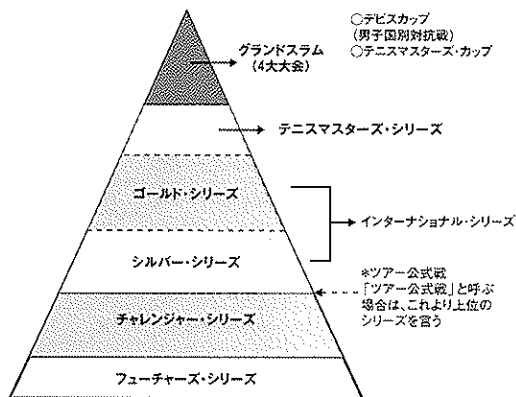 ○デビスカップ
(男子国別対抗戦)
○テニスマスターズ・カップ
グランドスラム
(4大大会)
テニスマスターズ・シリーズ
ゴールド・シリーズ
インターナショナル・シリーズ
シルバー・シリーズ
*ツアー公式戦
「ツアー公式戦」と呼ぶ
場合は、これより上位の
シリーズを言う
チャレンジャー・シリーズ
フューチャーズ・シリーズ